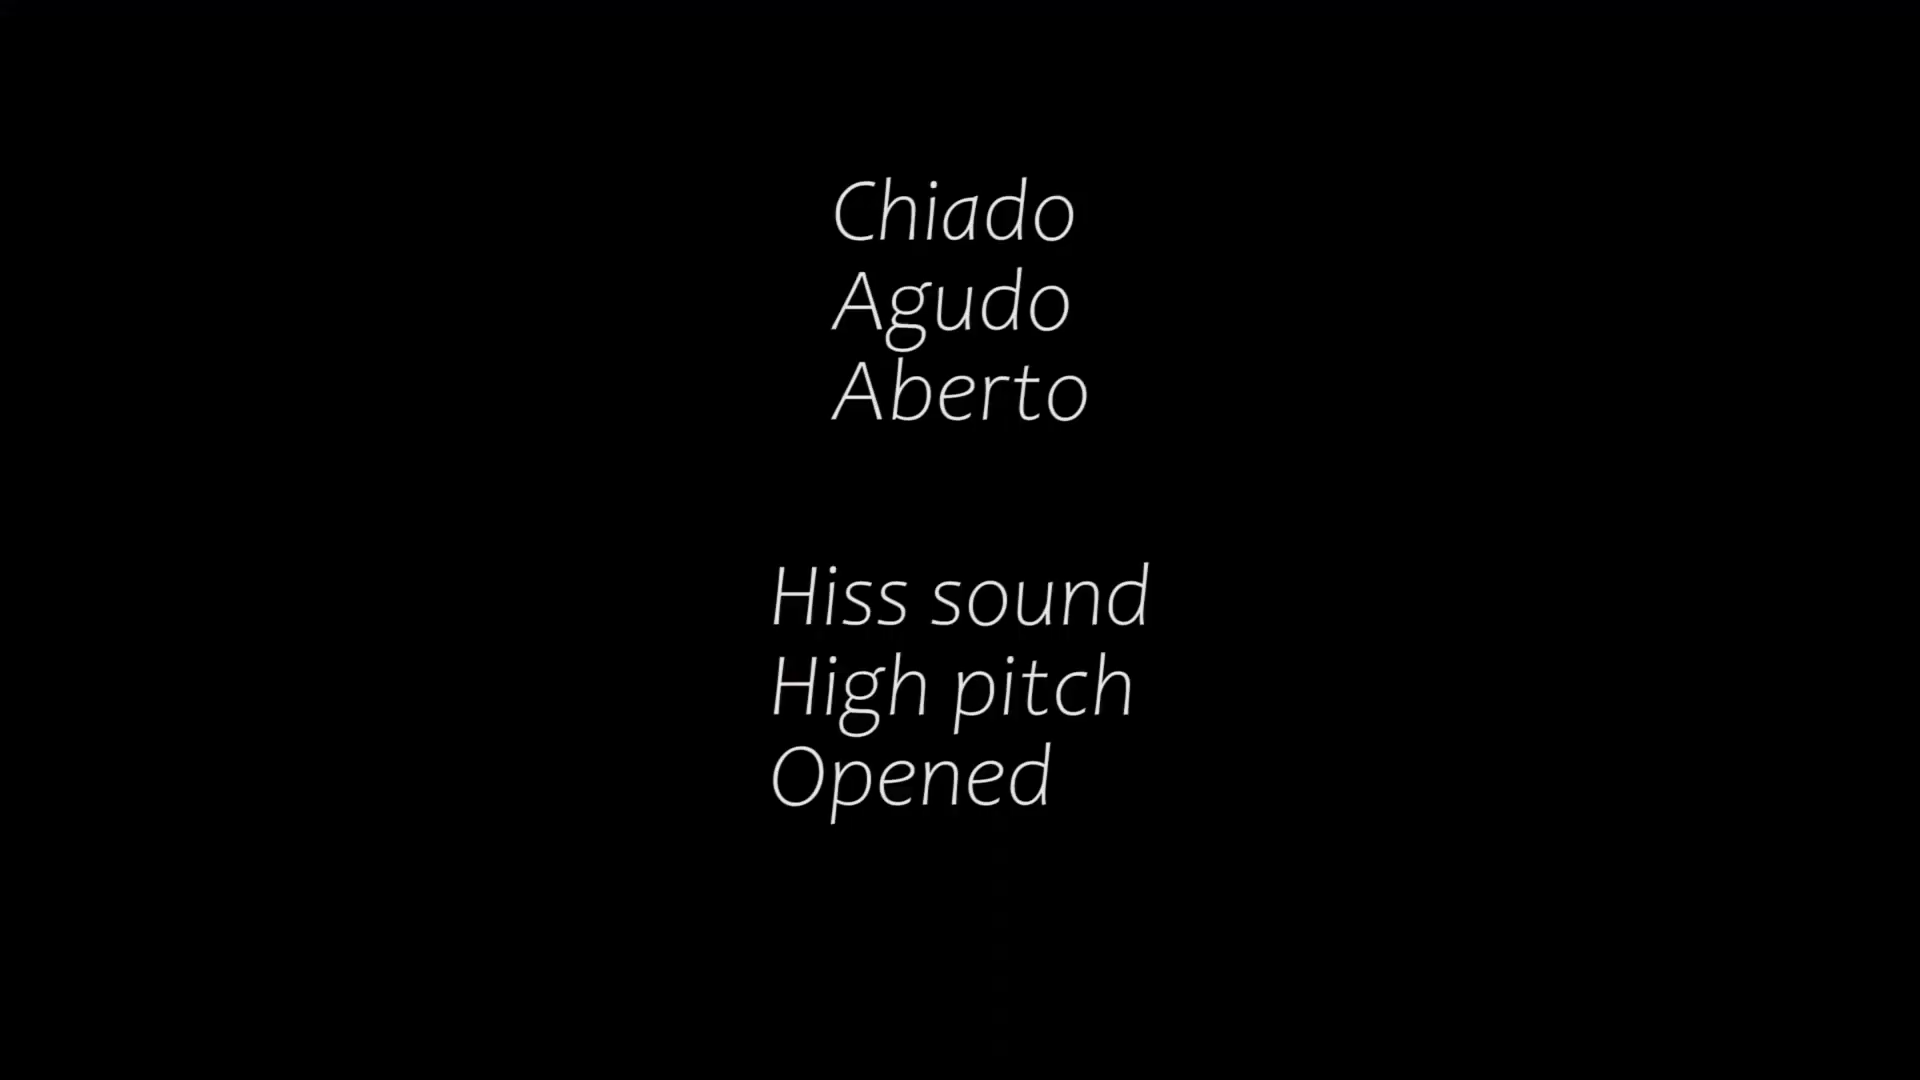 Chiado
Agudo
Aberto
Hiss sound
High pitch
Opened